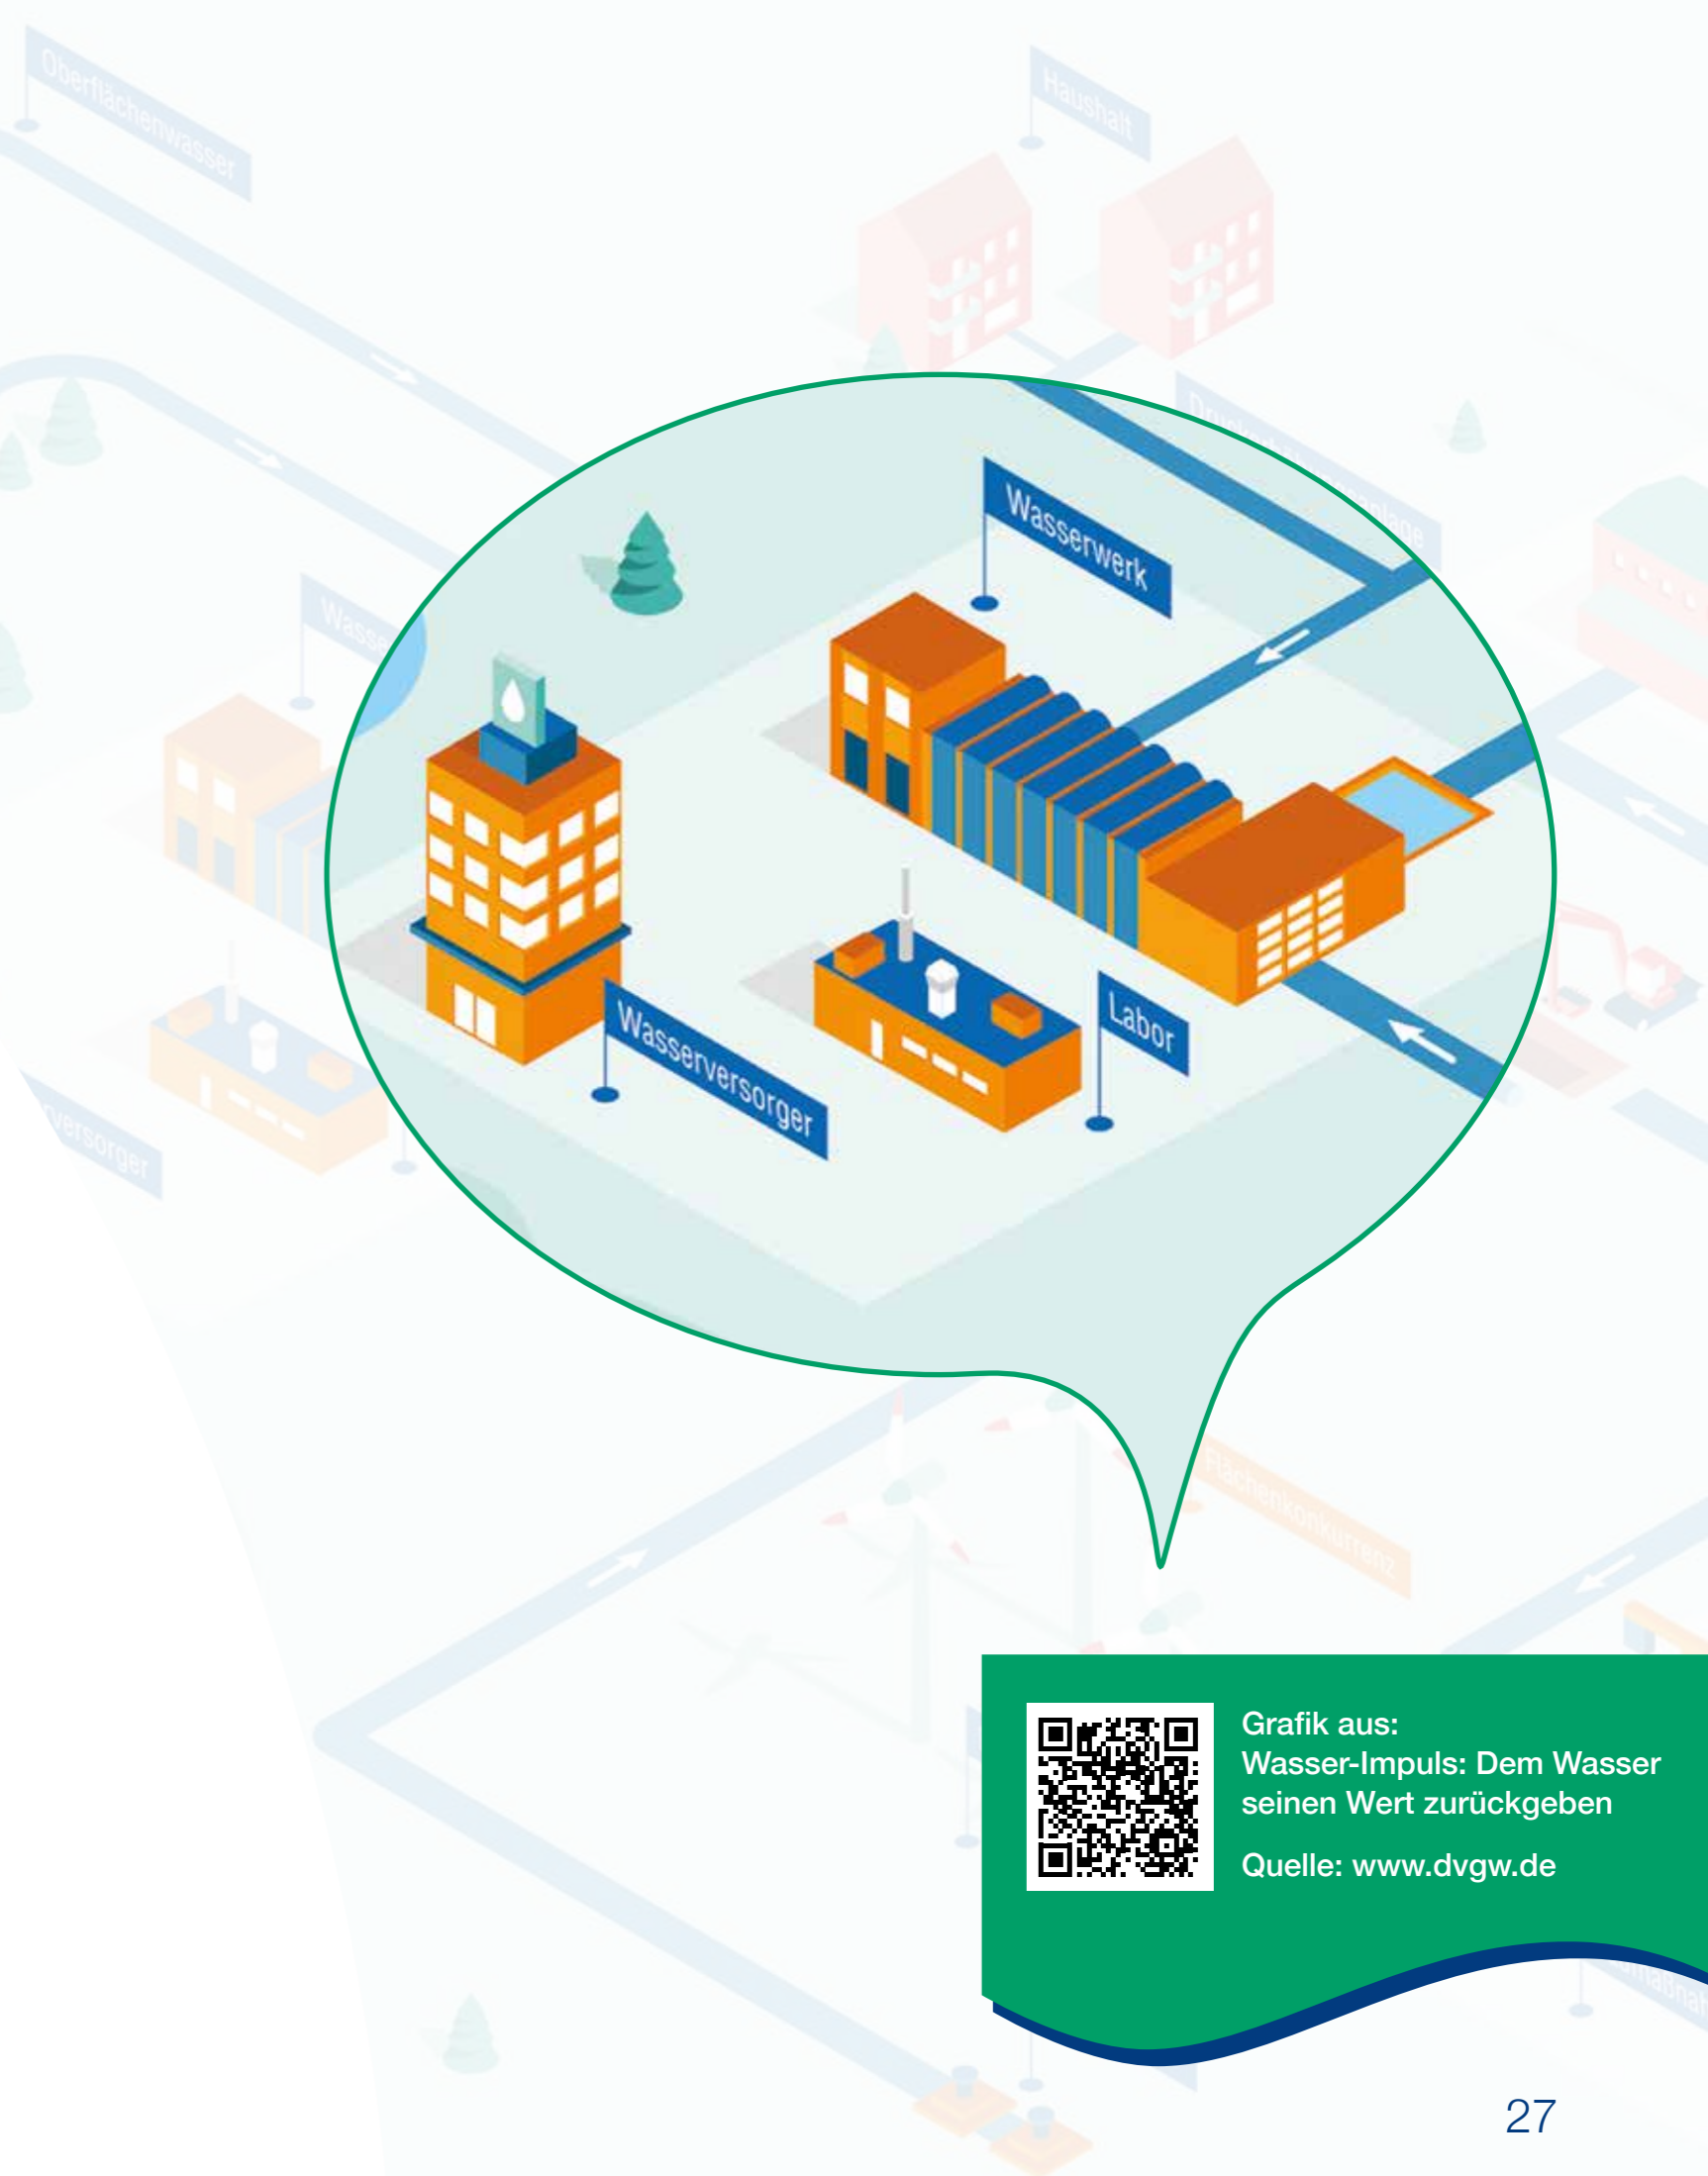 Oberflächenwasser
Haushalt
Wasserwerk
Wasserversorger
Labor
Flächenkonkurrenz
Grafik aus:
Wasser-Impuls: Dem Wasser
seinen Wert zurückgeben
Quelle: www.dvgw.de
27